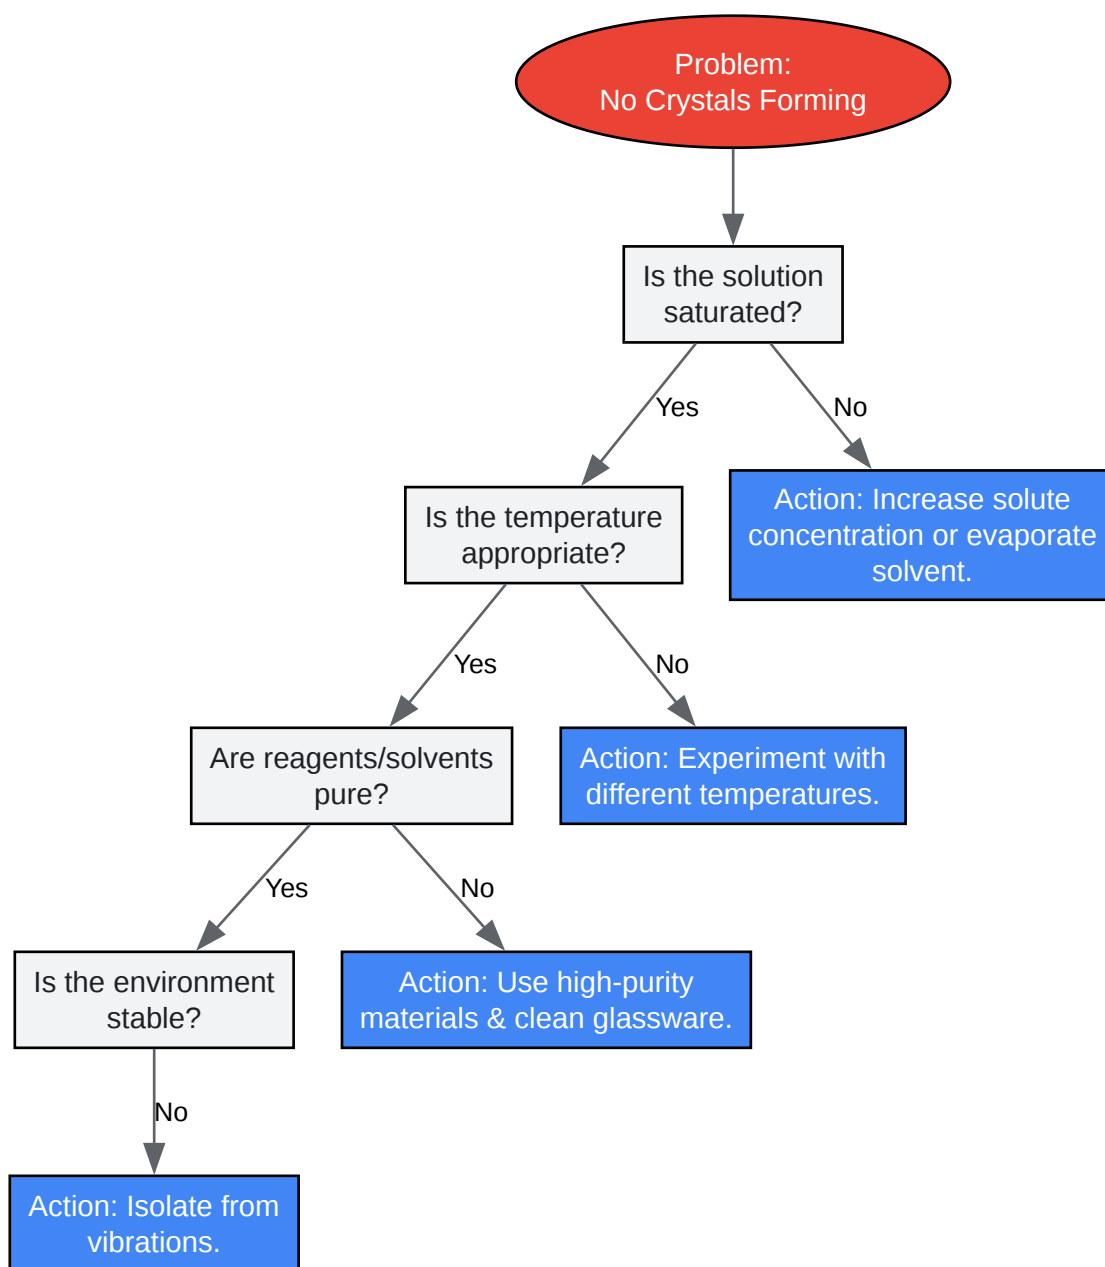 Problem:
No Crystals Forming
Is the solution
saturated?
Yes
No
Action: Increase solute
concentration or evaporate
solvent.
Is the temperature
appropriate?
Yes
No
Are reagents/solvents
pure?
Action: Experiment with
different temperatures.
Yes
No
Is the environment
stable?
Action: Use high-purity
materials & clean glassware.
No
Action: Isolate from
vibrations.